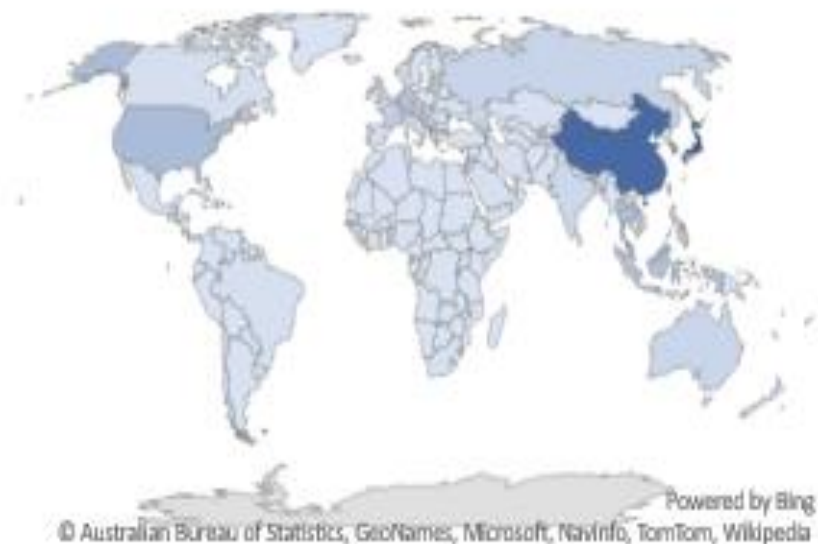 Powered by Bing
© Australian Bureau of Statistics, GeoNames, Microsoft, Navinfo, TomTom, Wikipedia